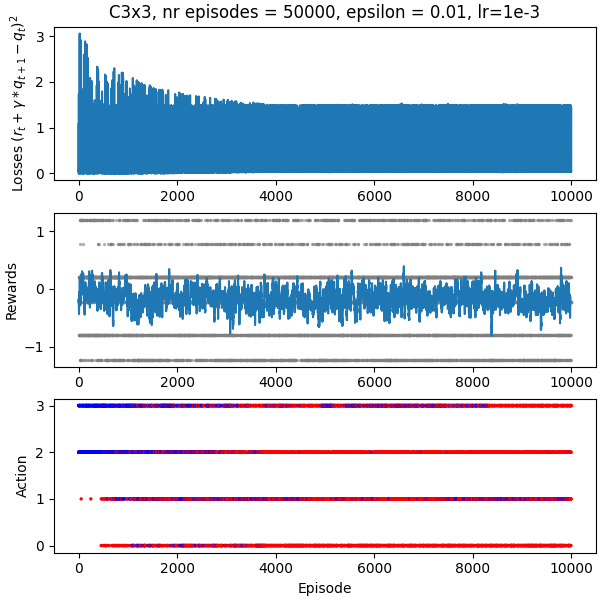 C3x3, nr episodes = 50000, epsilon = 0.01, lr=1e-3
Losses $(r_t + \gamma * q_{t+1} - q_t)^2$
3
2
1
0
0 2000 4000 6000 8000 10000
Rewards
1
0
−1
0 2000 4000 6000 8000 10000
Action
3
2
1
0
0 2000 4000 6000 8000 10000
Episode